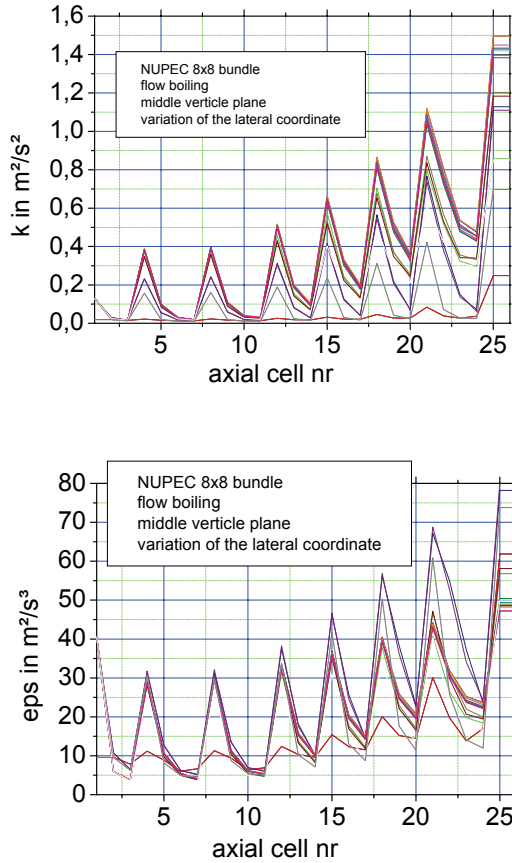 1,6
1,4
1,2
1,0
0,8
0,6
0,4
0,2
0,0
k in m²/s²
NUPEC 8x8 bundle
flow boiling
middle verticle plane
variation of the lateral coordinate
5 10 15 20 25
axial cell nr
80
70
60
50
40
30
20
10
0
eps in m²/s³
NUPEC 8x8 bundle
flow boiling
middle verticle plane
variation of the lateral coordinate
5 10 15 20 25
axial cell nr